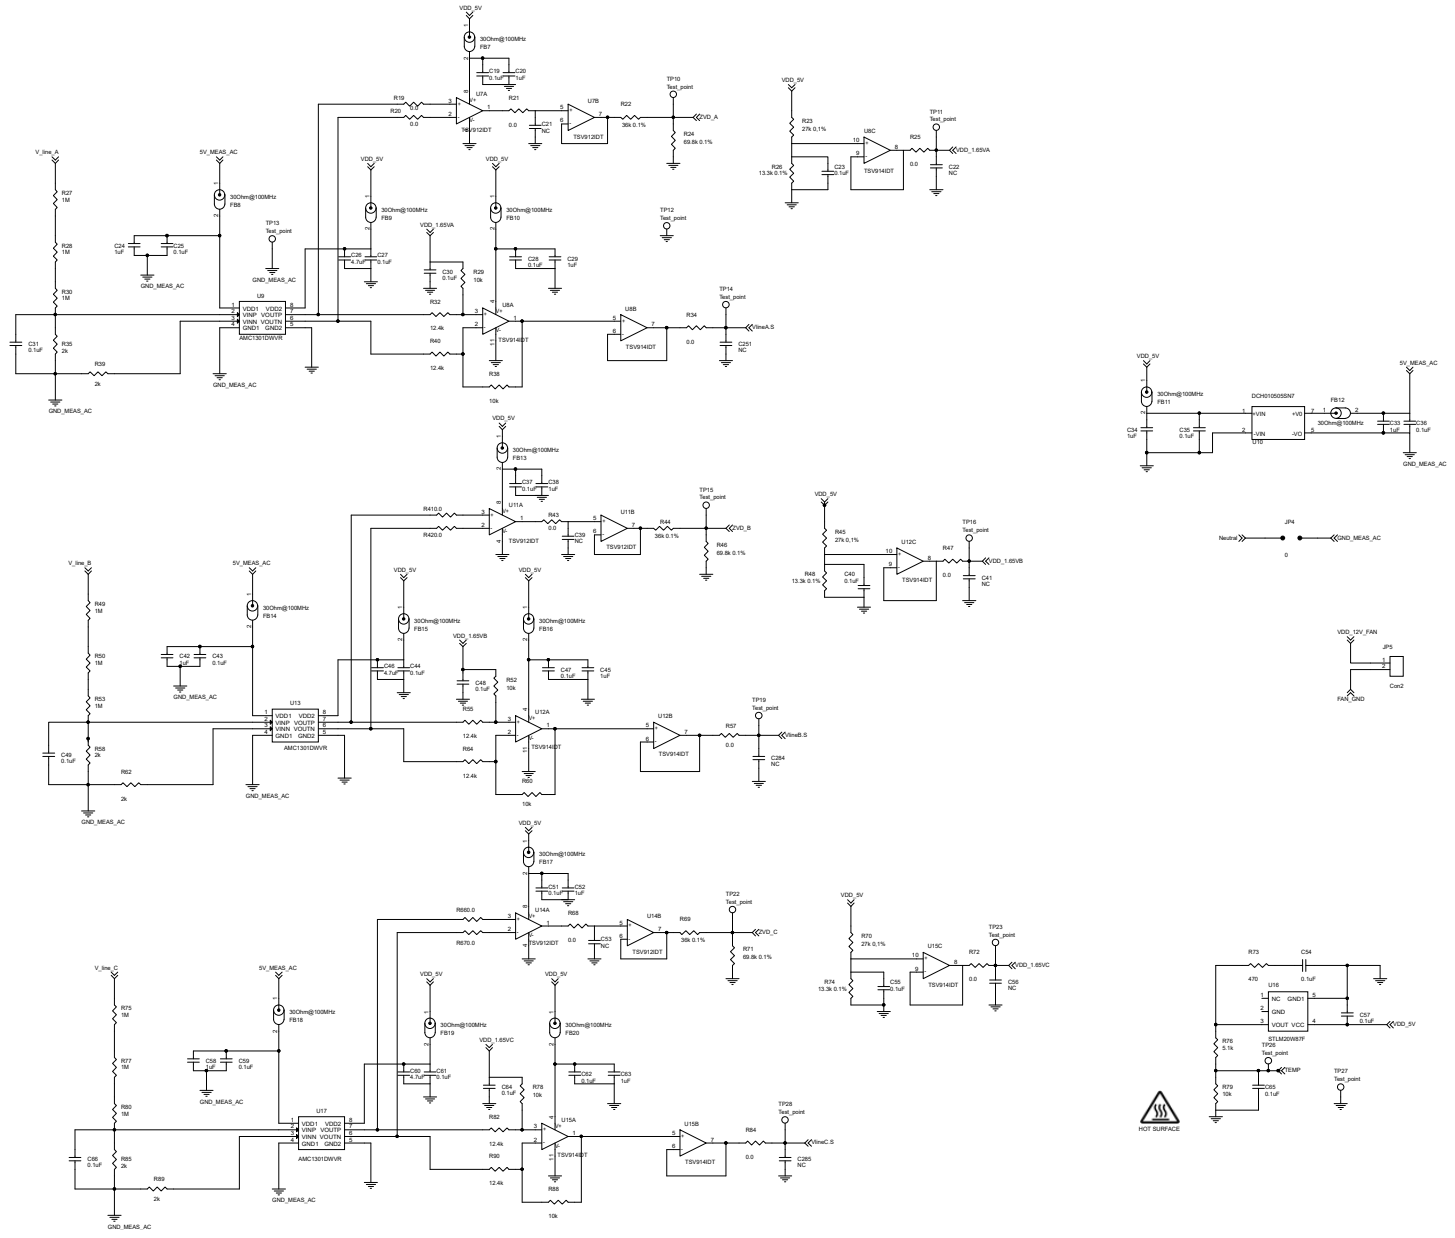 VDD_5V
30Ohm@100MHz
FB7
C19
0.1uF
C20
1uF
U7A
R19
0.0
R20
0.0
TSV912IDT
R21
0.0
C21
NC
U7B
TSV912IDT
R22
36k 0.1%
TP10
Test_point
ZVD_A
R24
69.8k 0.1%
VDD_5V
R23
27k 0,1%
R26
13.3k 0.1%
C23
0.1uF
U8C
TSV914IDT
R25
0.0
TP11
Test_point
VDD_1.65VA
C22
NC
V_line_A
R27
1M
R28
1M
R30
1M
R35
2k
C31
0.1uF
R39
2k
GND_MEAS_AC
5V_MEAS_AC
30Ohm@100MHz
FB8
C24
1uF
C25
0.1uF
GND_MEAS_AC
TP13
Test_point
GND_MEAS_AC
U9
VDD1 VDD2
VINP VOUTP
VINN VOUTN
GND1 GND2
AMC1301DWVR
GND_MEAS_AC
VDD_5V
30Ohm@100MHz
FB9
C26
4.7uF
C27
0.1uF
VDD_1.65VA
C30
0.1uF
R29
10k
VDD_5V
30Ohm@100MHz
FB10
C28
0.1uF
C29
1uF
R32
12.4k
R40
12.4k
U8A
TSV914IDT
R38
10k
U8B
TSV914IDT
R34
0.0
TP12
Test_point
TP14
Test_point
VlineA.S
C251
NC
VDD_5V
30Ohm@100MHz
FB11
C34
1uF
C35
0.1uF
DCH010505SN7
+VIN +V0
-VIN -VO
U10
FB12
30Ohm@100MHz
C33
1uF
C36
0.1uF
5V_MEAS_AC
GND_MEAS_AC
VDD_5V
30Ohm@100MHz
FB13
C37
0.1uF
C38
1uF
U11A
R410.0
R420.0
TSV912IDT
R43
0.0
C39
NC
U11B
TSV912IDT
R44
36k 0.1%
TP15
Test_point
ZVD_B
R46
69.8k 0.1%
VDD_5V
R45
27k 0,1%
R48
13.3k 0.1%
C40
0.1uF
U12C
TSV914IDT
R47
0.0
TP16
Test_point
VDD_1.65VB
C41
NC
JP4
Neutral
GND_MEAS_AC
0
V_line_B
R49
1M
R50
1M
R53
1M
R58
2k
C49
0.1uF
R62
2k
GND_MEAS_AC
5V_MEAS_AC
30Ohm@100MHz
FB14
C42
1uF
C43
0.1uF
GND_MEAS_AC
U13
VDD1 VDD2
VINP VOUTP
VINN VOUTN
GND1 GND2
AMC1301DWVR
GND_MEAS_AC
VDD_5V
30Ohm@100MHz
FB15
C46
4.7uF
C44
0.1uF
VDD_1.65VB
C48
0.1uF
R52
10k
VDD_5V
30Ohm@100MHz
FB16
C47
0.1uF
C45
1uF
R55
12.4k
R64
12.4k
U12A
TSV914IDT
R60
10k
U12B
TSV914IDT
R57
0.0
TP19
Test_point
VlineB.S
C284
NC
VDD_12V_FAN
JP5
1
2
Con2
FAN_GND
VDD_5V
30Ohm@100MHz
FB17
C51
0.1uF
C52
1uF
U14A
R660.0
R670.0
TSV912IDT
R68
0.0
C53
NC
U14B
TSV912IDT
R69
36k 0.1%
TP22
Test_point
ZVD_C
R71
69.8k 0.1%
VDD_5V
R70
27k 0,1%
R74
13.3k 0.1%
C55
0.1uF
U15C
TSV914IDT
R72
0.0
TP23
Test_point
VDD_1.65VC
C56
NC
V_line_C
R75
1M
R77
1M
R80
1M
R85
2k
C66
0.1uF
R89
2k
GND_MEAS_AC
5V_MEAS_AC
30Ohm@100MHz
FB18
C58
1uF
C59
0.1uF
GND_MEAS_AC
U17
VDD1 VDD2
VINP VOUTP
VINN VOUTN
GND1 GND2
AMC1301DWVR
GND_MEAS_AC
VDD_5V
30Ohm@100MHz
FB19
C60
4.7uF
C61
0.1uF
VDD_1.65VC
C64
0.1uF
R78
10k
VDD_5V
30Ohm@100MHz
FB20
C62
0.1uF
C63
1uF
R82
12.4k
R90
12.4k
U15A
TSV914IDT
R88
10k
U15B
TSV914IDT
R84
0.0
TP28
Test_point
VlineC.S
C285
NC
R73
470
C54
0.1uF
U16
NC GND1
GND
VOUT VCC
STLM20W87F
C57
0.1uF
VDD_5V
R76
5.1k
TP26
Test_point
TEMP
R79
10k
C65
0.1uF
TP27
Test_point
HOT SURFACE